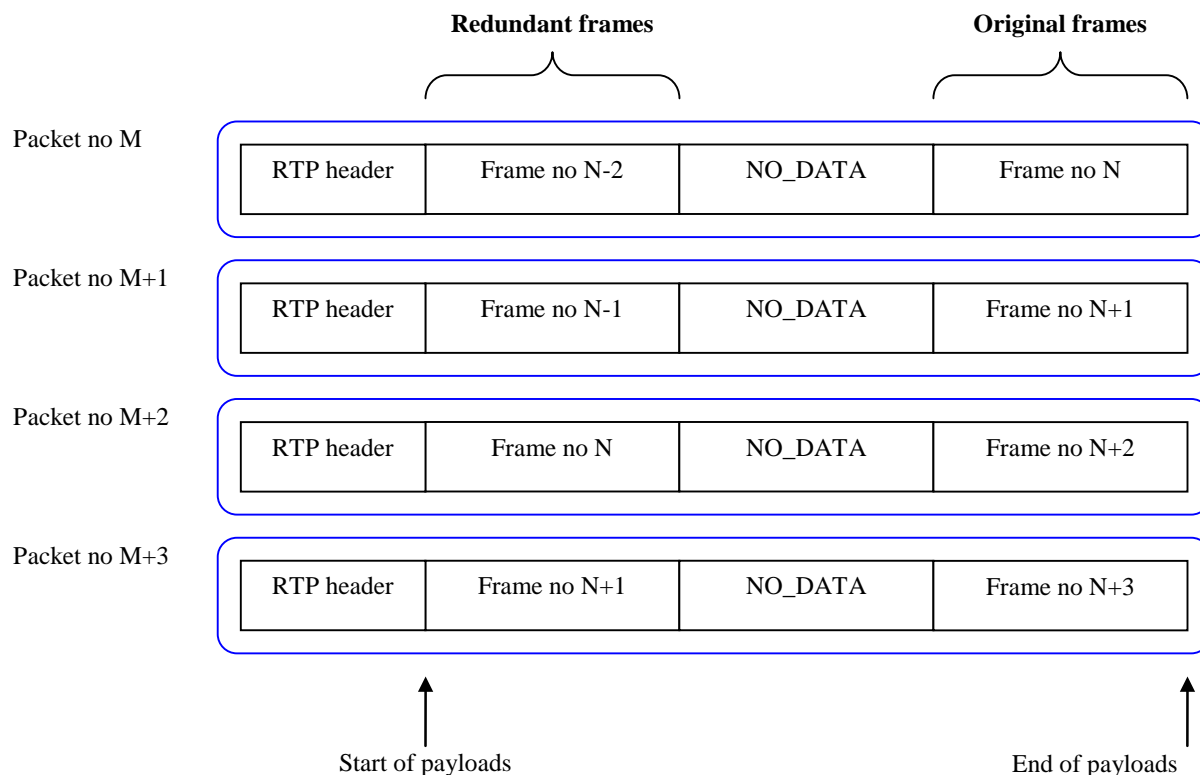 Redundant frames Original frames
Packet no M
RTP header Frame no N-2 NO_DATA Frame no N
Packet no M+1
RTP header Frame no N-1 NO_DATA Frame no N+1
Packet no M+2
RTP header Frame no N NO_DATA Frame no N+2
Packet no M+3
RTP header Frame no N+1 NO_DATA Frame no N+3
Start of payloads End of payloads